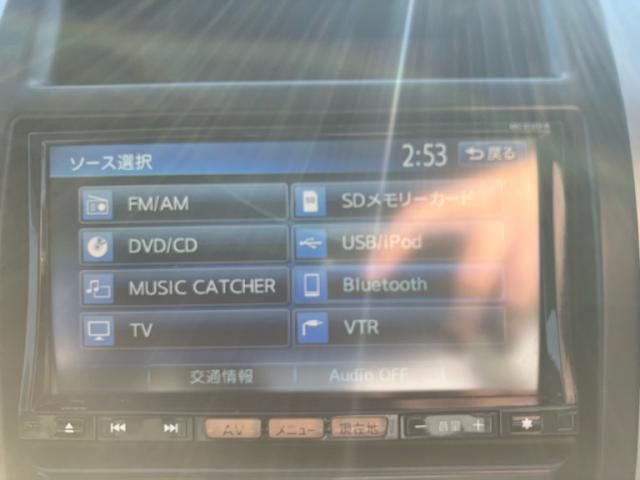 ソース選択 2:53 戻る
FM/AM SDメモリーカード
DVD/CD USB/iPod
MUSIC CATCHER Bluetooth
TV VTR
交通情報 Audio OFF
AV メニュー 現在地 − 音量 +